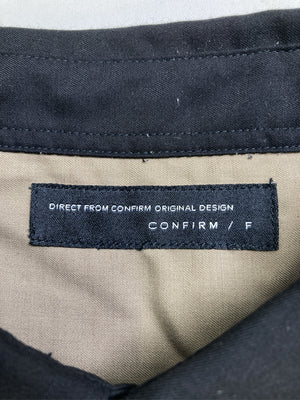 DIRECT FROM CONFIRM ORIGINAL DESIGN
CONFIRM / F